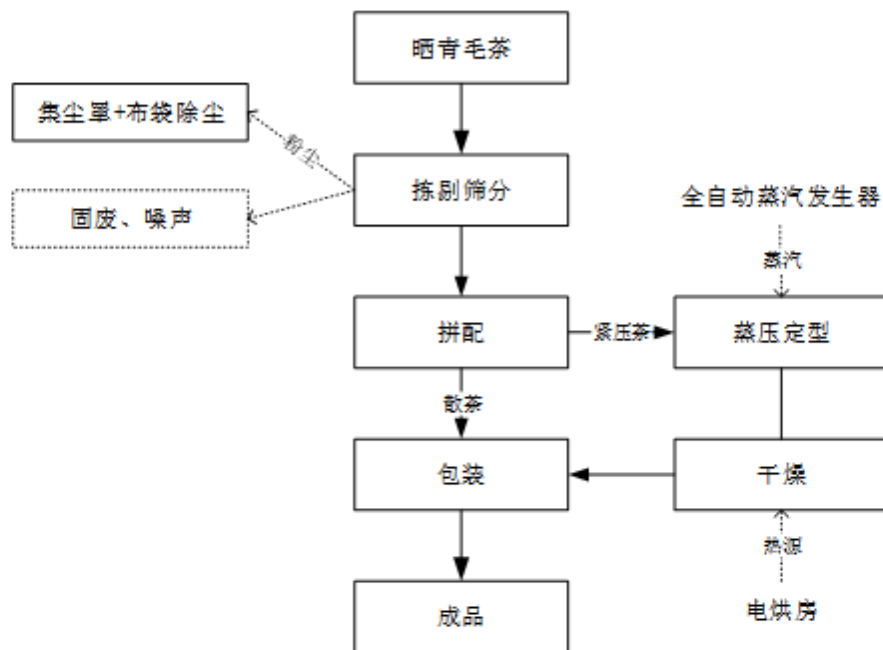 晒青毛茶
集尘罩+布袋除尘
粉尘
拣剔筛分
固废、噪声
全自动蒸汽发生器
蒸汽
拼配
紧压茶
蒸压定型
散茶
包装
干燥
热源
成品
电烘房